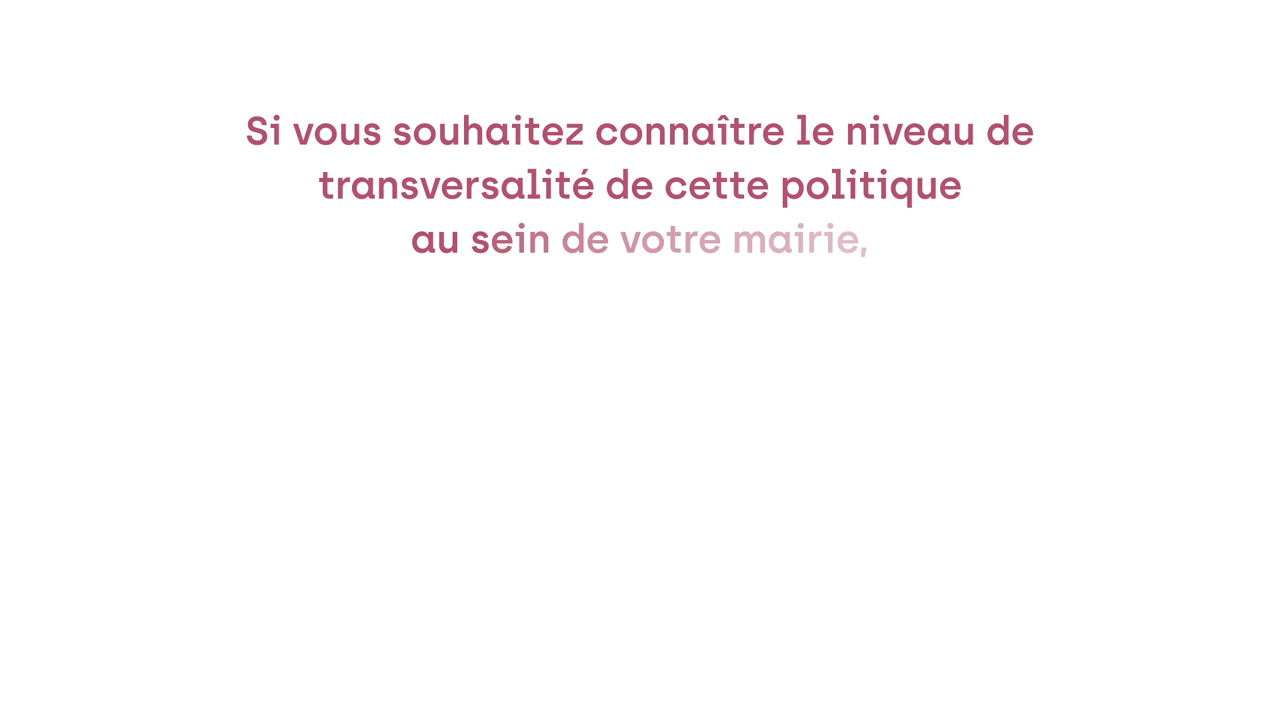 Si vous souhaitez connaître le niveau de
transversalité de cette politique
au sein de votre mairie,